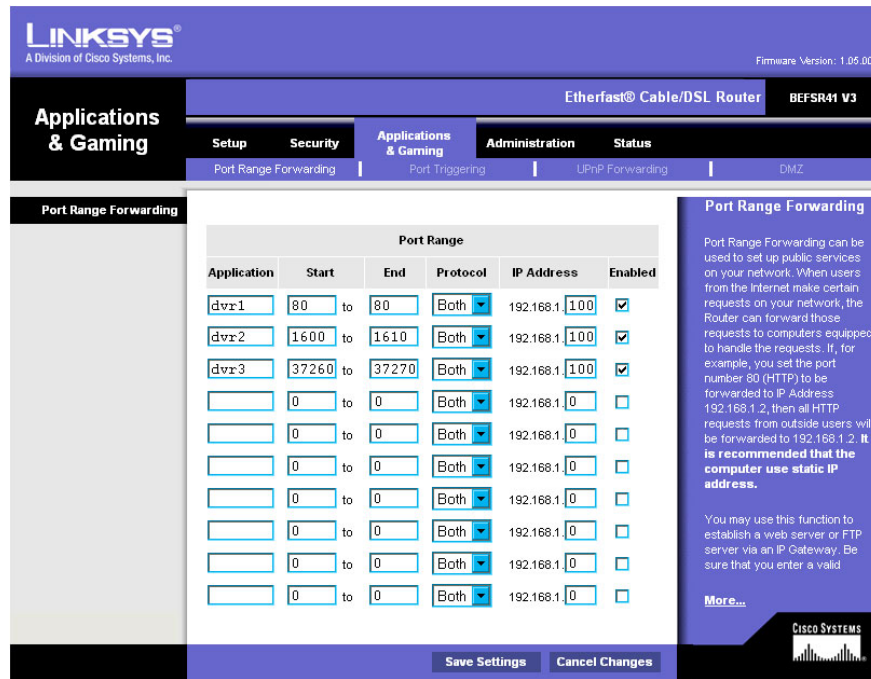 LINKSYS®
A Division of Cisco Systems, Inc.
Firmware Version: 1.05.00
Etherfast® Cable/DSL Router
BEFSR41 V3
Applications
& Gaming
Setup
Security
Applications
& Gaming
Administration
Status
Port Range Forwarding
Port Triggering
UPnP Forwarding
DMZ
Port Range Forwarding
Port Range
Application Start End Protocol IP Address Enabled
dvr1 80 to 80 Both 192.168.1. 100
dvr2 1600 to 1610 Both 192.168.1. 100
dvr3 37260 to 37270 Both 192.168.1. 100
0 to 0 Both 192.168.1. 0
0 to 0 Both 192.168.1. 0
0 to 0 Both 192.168.1. 0
0 to 0 Both 192.168.1. 0
0 to 0 Both 192.168.1. 0
0 to 0 Both 192.168.1. 0
0 to 0 Both 192.168.1. 0
Port Range Forwarding
Port Range Forwarding can be
used to set up public services
on your network. When users
from the Internet make certain
requests on your network, the
Router can forward those
requests to computers equipped
to handle the requests. If, for
example, you set the port
number 80 (HTTP) to be
forwarded to IP Address
192.168.1.2, then all HTTP
requests from outside users wil
be forwarded to 192.168.1.2. It
is recommended that the
computer use static IP
address.
You may use this function to
establish a web server or FTP
server via an IP Gateway. Be
sure that you enter a valid
More...
Save Settings
Cancel Changes
CISCO SYSTEMS